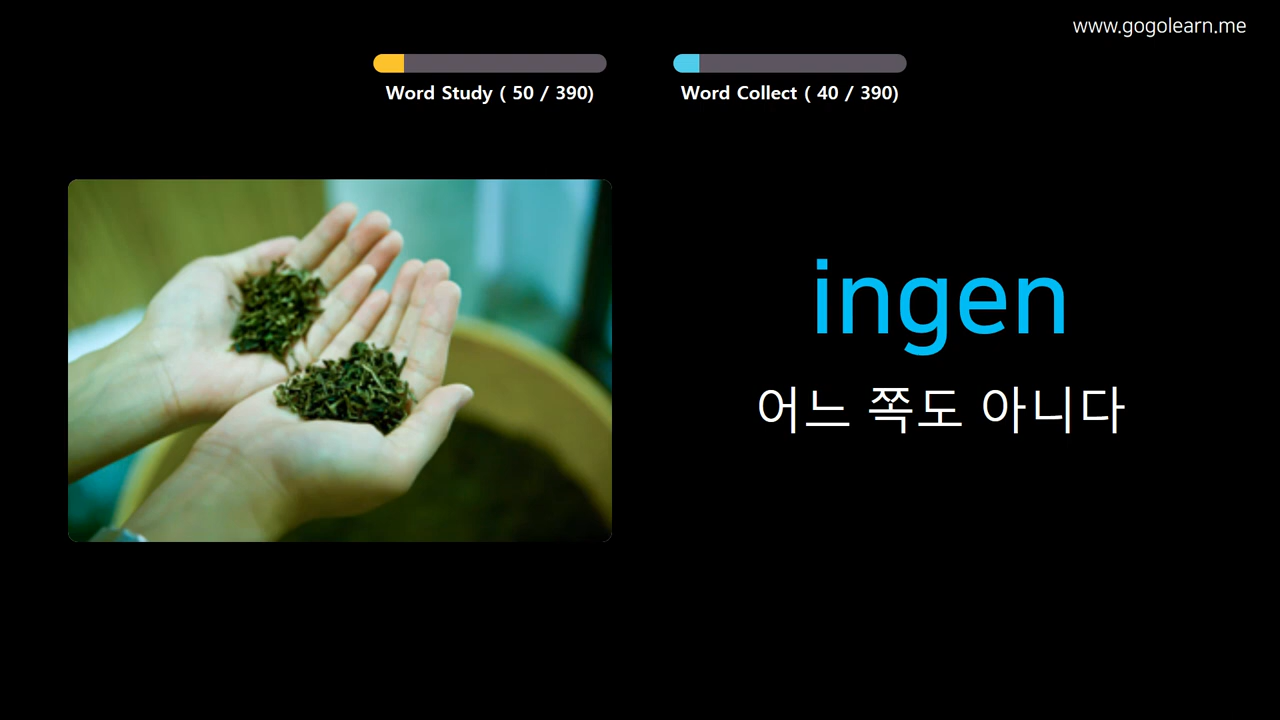 www.gogolearn.me
Word Study ( 50 / 390)
Word Collect ( 40 / 390)
ingen
어느 쪽도 아니다